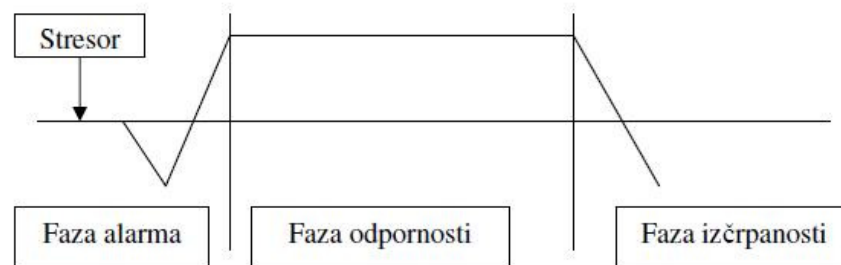 Stresor
Faza alarma
Faza odpornosti
Faza izčrpanosti